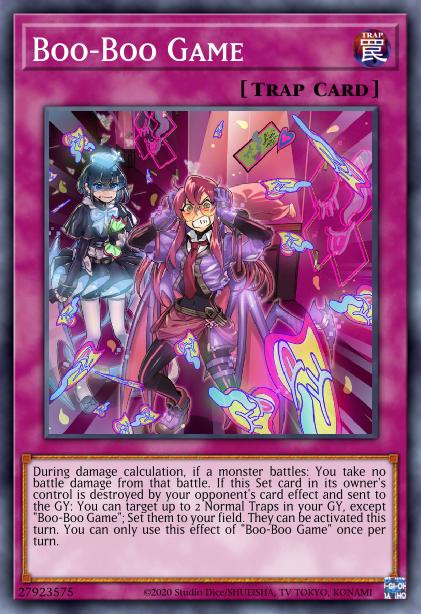 Boo-Boo Game
TRAP
罠
[Trap Card]
During damage calculation, if a monster battles: You take no
battle damage from that battle. If this Set card in its owner's
control is destroyed by your opponent's card effect and sent to
the GY: You can target up to 2 Normal Traps in your GY, except
"Boo-Boo Game"; Set them to your field. They can be activated this
turn. You can only use this effect of "Boo-Boo Game" once per
turn.
27923575
©2020 Studio Dice/SHUEISHA, TV TOKYO, KONAMI